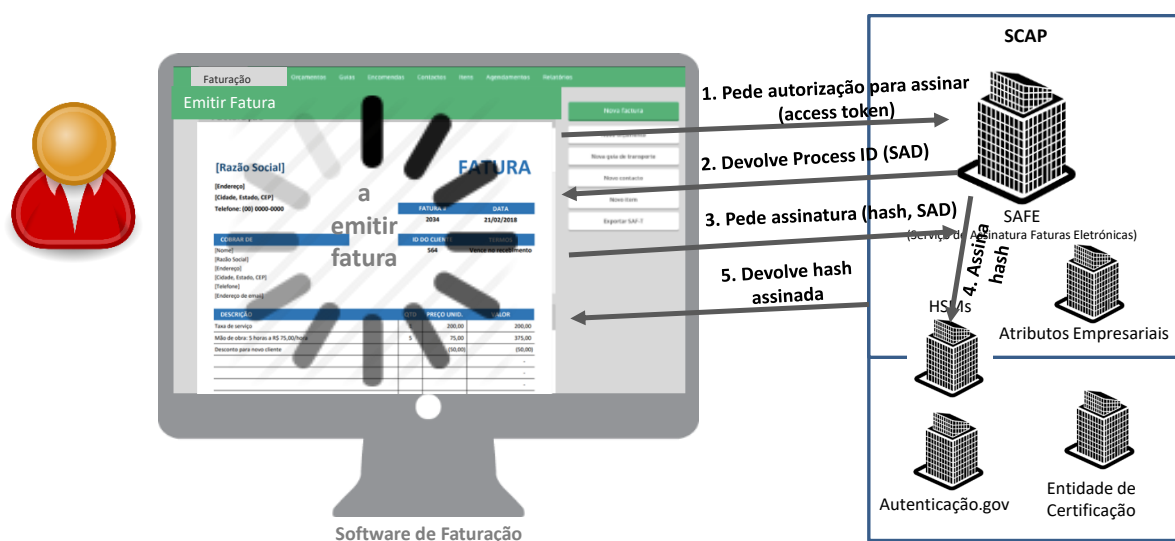 SCAP
Faturação
Orçamentos Guias Encomendas Contactos Itens Agendamentos Relatórios
Emitir Fatura
Nova factura
Nova guia de transporte
Novo contacto
Novo item
Exportar SAF-T
1. Pede autorização para assinar
(access token)
2. Devolve Process ID (SAD)
3. Pede assinatura (hash, SAD)
4. Assina
hash
5. Devolve hash
assinada
[Razão Social]
FATURA
[Endereço]
[Cidade, Estado, CEP]
Telefone: (00) 0000-0000
FATURA # DATA
2034 21/02/2018
a
emitir
fatura
COBRAR DE ID DO CLIENTE TERMOS
[Nome] 564 Vence no recebimento
[Razão Social]
[Endereço]
[Cidade, Estado, CEP]
[Telefone]
[Endereço de email]
DESCRIÇÃO QTD PREÇO UNID. VALOR
Taxa de serviço 200,00 200,00
Mão de obra: 5 horas a R$ 75,00/hora 5 75,00 375,00
Desconto para novo cliente (50,00) (50,00)
-
-
-
SAFE
(Serviço de Assinatura Faturas Eletrónicas)
HSMs
Atributos Empresariais
Autenticação.gov
Entidade de
Certificação
Software de Faturação